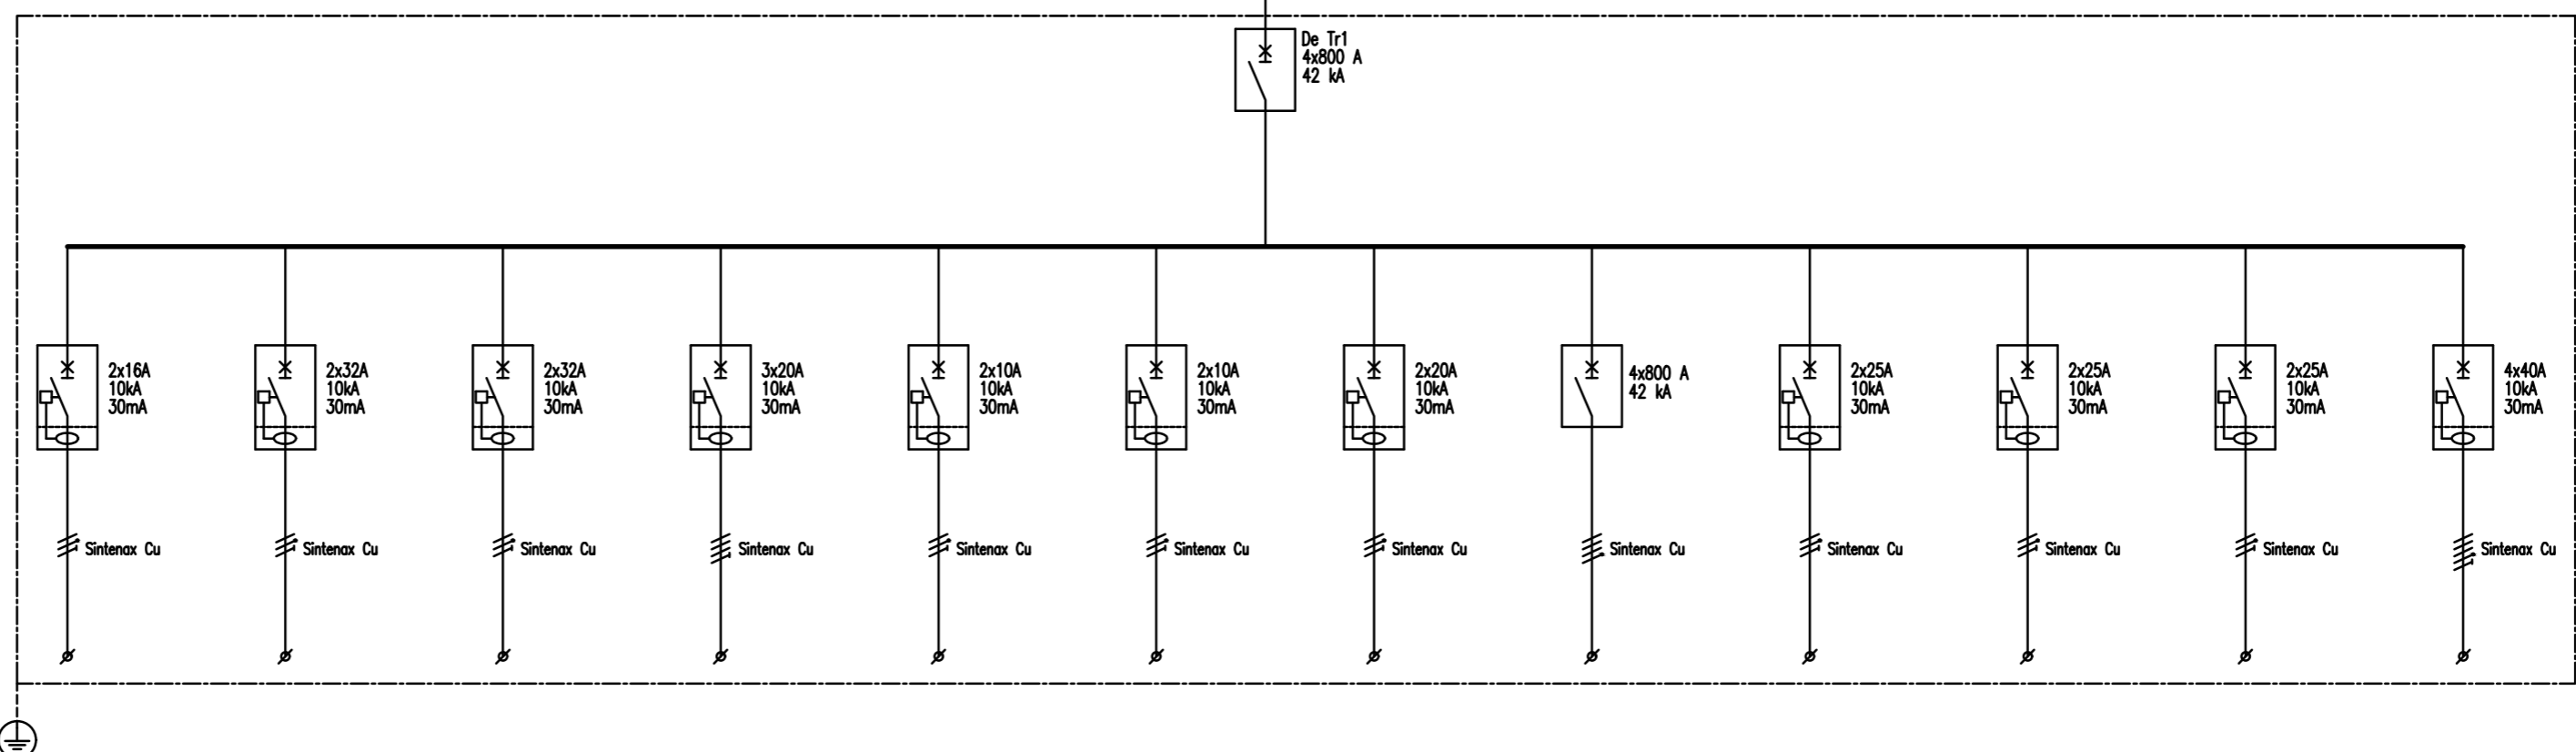 De Tr1
4x800 A
42 kA
2x16A
10kA
30mA
2x32A
10kA
30mA
2x32A
10kA
30mA
3x20A
10kA
30mA
2x10A
10kA
30mA
2x10A
10kA
30mA
2x20A
10kA
30mA
4x800 A
42 kA
2x25A
10kA
30mA
2x25A
10kA
30mA
2x25A
10kA
30mA
4x40A
10kA
30mA
Sintenax Cu
Sintenax Cu
Sintenax Cu
Sintenax Cu
Sintenax Cu
Sintenax Cu
Sintenax Cu
Sintenax Cu
Sintenax Cu
Sintenax Cu
Sintenax Cu
Sintenax Cu